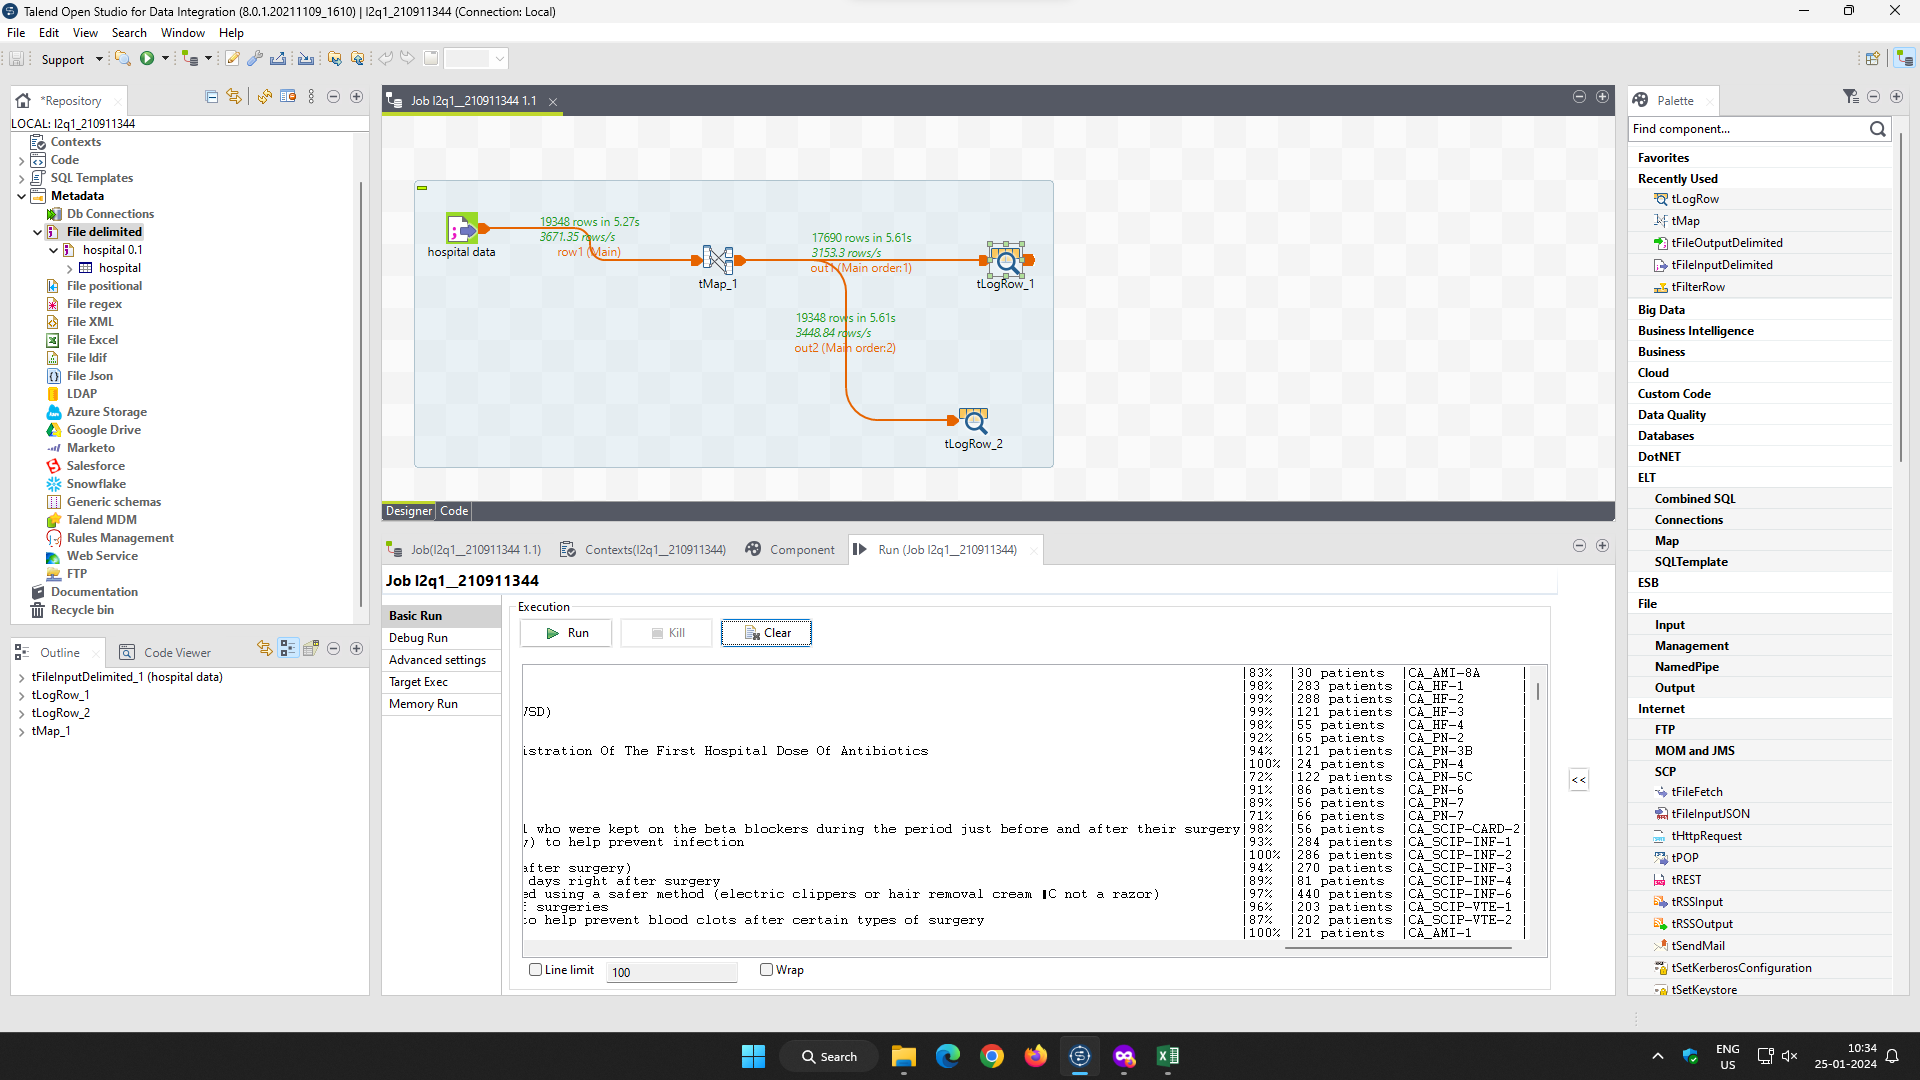 Talend Open Studio for Data Integration (8.0.1.20211109_1610) | l2q1_210911344 (Connection: Local)
File Edit View Search Window Help
Support
*Repository
LOCAL: l2q1_210911344
Contexts
Code
SQL Templates
Metadata
Db Connections
File delimited
hospital 0.1
hospital
File positional
File regex
File XML
File Excel
File ldif
File Json
LDAP
Azure Storage
Google Drive
Marketo
Salesforce
Snowflake
Generic schemas
Talend MDM
Rules Management
Web Service
FTP
Documentation
Recycle bin
Outline
Code Viewer
tFileInputDelimited_1 (hospital data)
tLogRow_1
tLogRow_2
tMap_1
Job l2q1__210911344 1.1
hospital data
19348 rows in 5.27s
3671.35 rows/s
row1 (Main)
tMap_1
17690 rows in 5.61s
3153.3 rows/s
out1 (Main order:1)
tLogRow_1
19348 rows in 5.61s
3448.84 rows/s
out2 (Main order:2)
tLogRow_2
Designer Code
Job(l2q1__210911344 1.1) Contexts(l2q1__210911344) Component Run (Job l2q1__210911344)
Job l2q1__210911344
Basic Run
Debug Run
Advanced settings
Target Exec
Memory Run
Execution
Run Kill Clear
|83% |30 patients |CA_AMI-8A |
|98% |283 patients |CA_HF-1 |
|99% |288 patients |CA_HF-2 |
VSD) |99% |121 patients |CA_HF-3 |
|98% |55 patients |CA_HF-4 |
|92% |65 patients |CA_PN-2 |
istration Of The First Hospital Dose Of Antibiotics |94% |121 patients |CA_PN-3B |
|100% |24 patients |CA_PN-4 |
|72% |122 patients |CA_PN-5C |
|91% |86 patients |CA_PN-6 |
|89% |56 patients |CA_PN-7 |
|71% |66 patients |CA_PN-7 |
l who were kept on the beta blockers during the period just before and after their surgery|98% |56 patients |CA_SCIP-CARD-2|
) to help prevent infection |93% |284 patients |CA_SCIP-INF-1 |
|100% |286 patients |CA_SCIP-INF-2 |
after surgery) |94% |270 patients |CA_SCIP-INF-3 |
days right after surgery |89% |81 patients |CA_SCIP-INF-4 |
ed using a safer method (electric clippers or hair removal cream ▮C not a razor) |97% |440 patients |CA_SCIP-INF-6 |
surgeries |96% |203 patients |CA_SCIP-VTE-1 |
to help prevent blood clots after certain types of surgery |87% |202 patients |CA_SCIP-VTE-2 |
|100% |21 patients |CA_AMI-1 |
<<
Line limit 100 Wrap
Palette
Find component...
Favorites
Recently Used
tLogRow
tMap
tFileOutputDelimited
tFileInputDelimited
tFilterRow
Big Data
Business Intelligence
Business
Cloud
Custom Code
Data Quality
Databases
DotNET
ELT
Combined SQL
Connections
Map
SQLTemplate
ESB
File
Input
Management
NamedPipe
Output
Internet
FTP
MOM and JMS
SCP
tFileFetch
tFileInputJSON
tHttpRequest
tPOP
tREST
tRSSInput
tRSSOutput
tSendMail
tSetKerberosConfiguration
tSetKeystore
Search
ENG
US
10:34
25-01-2024